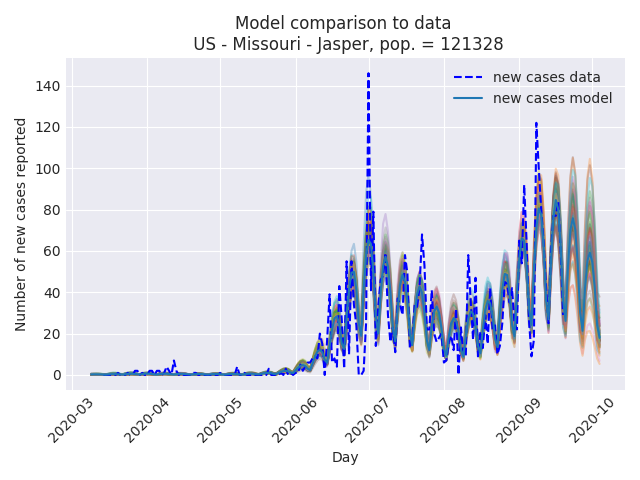 Model comparison to data
US - Missouri - Jasper, pop. = 121328
new cases data
new cases model
Number of new cases reported
140
120
100
80
60
40
20
0
2020-03
2020-04
2020-05
2020-06
2020-07
2020-08
2020-09
2020-10
Day